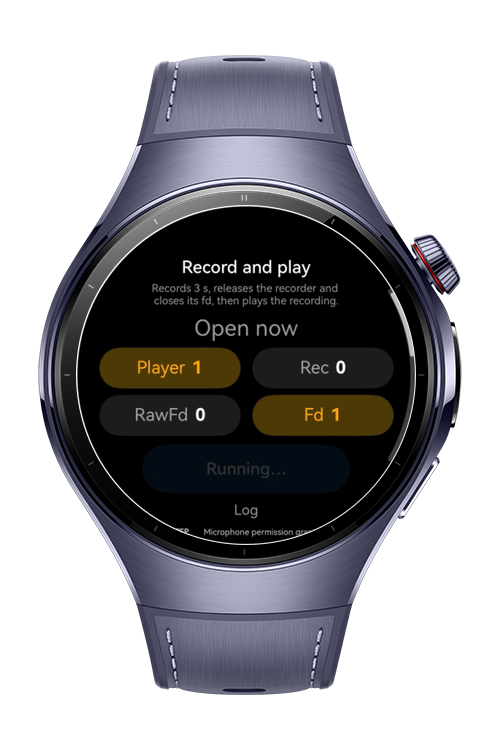 Record and play
Records 3 s, releases the recorder and
closes its fd, then plays the recording.
Open now
Player 1
Rec 0
RawFd 0
Fd 1
Running...
Log
Microphone permission